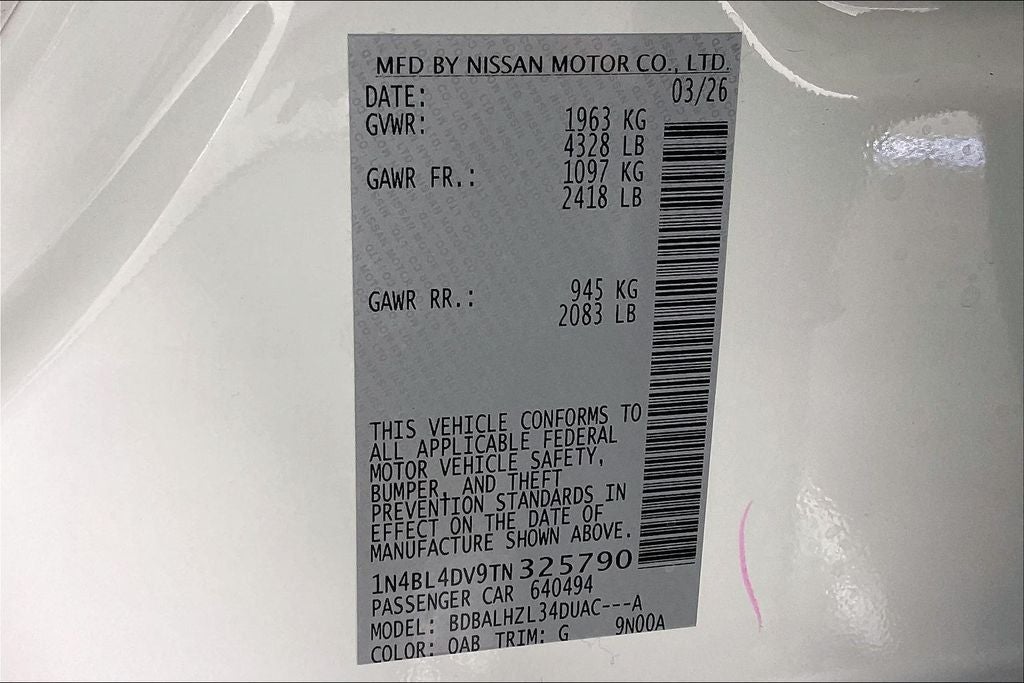 MFD BY NISSAN MOTOR CO., LTD.
DATE: 03/26
GVWR: 1963 KG
4328 LB
GAWR FR.: 1097 KG
2418 LB
GAWR RR.: 945 KG
2083 LB
THIS VEHICLE CONFORMS TO
ALL APPLICABLE FEDERAL
MOTOR VEHICLE SAFETY,
BUMPER, AND THEFT
PREVENTION STANDARDS IN
EFFECT ON THE DATE OF
MANUFACTURE SHOWN ABOVE.
1N4BL4DV9TN325790
PASSENGER CAR 640494
MODEL: BDBALHZL34DUAC---A
COLOR: QAB TRIM: G 9N00A